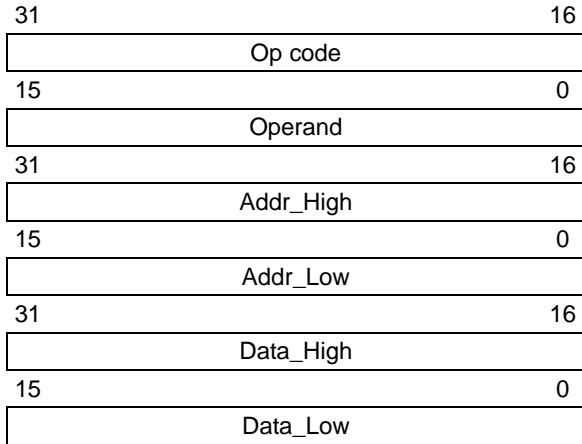 31 16
Op code
15 0
Operand
31 16
Addr_High
15 0
Addr_Low
31 16
Data_High
15 0
Data_Low